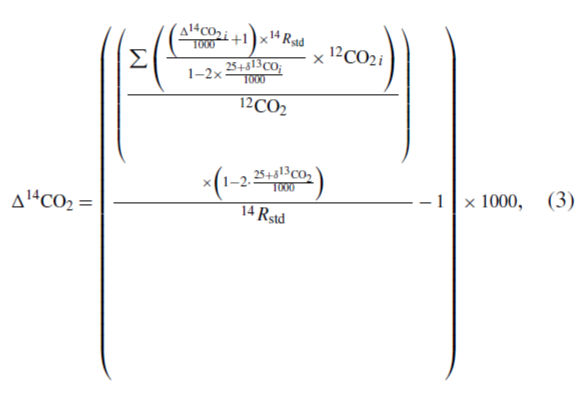 Δ¹⁴CO₂ = ( ( ( Σ ( ( (Δ¹⁴CO₂ᵢ/1000 + 1) × ¹⁴R_std ) / ( 1−2× (25+δ¹³COᵢ)/1000 ) × ¹²CO₂ᵢ ) ) / ¹²CO₂ )
× (1−2· (25+δ¹³CO₂)/1000 ) / ¹⁴R_std − 1 ) × 1000, (3)